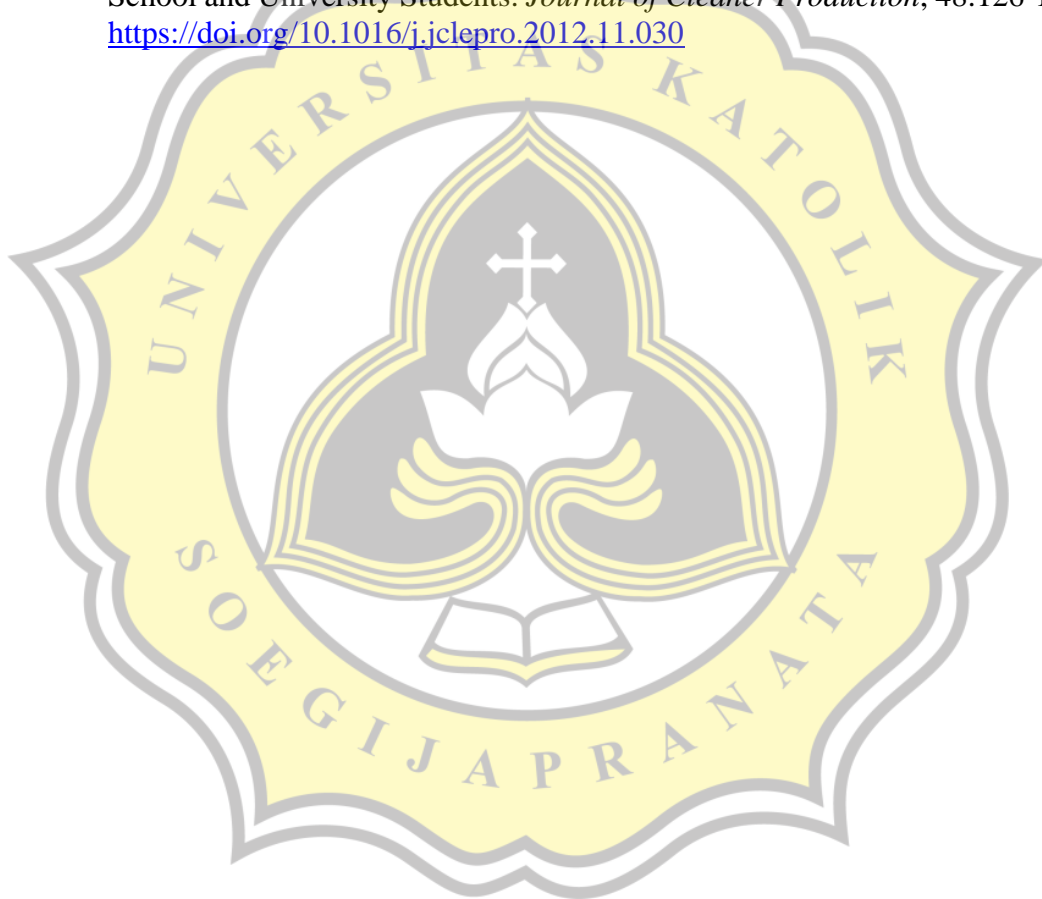 School and University Students. Journal of Cleaner Production, 48:128-1
https://doi.org/10.1016/j.jclepro.2012.11.030
UNIVERSITAS KATOLIK
SOEGIJAPRANATA